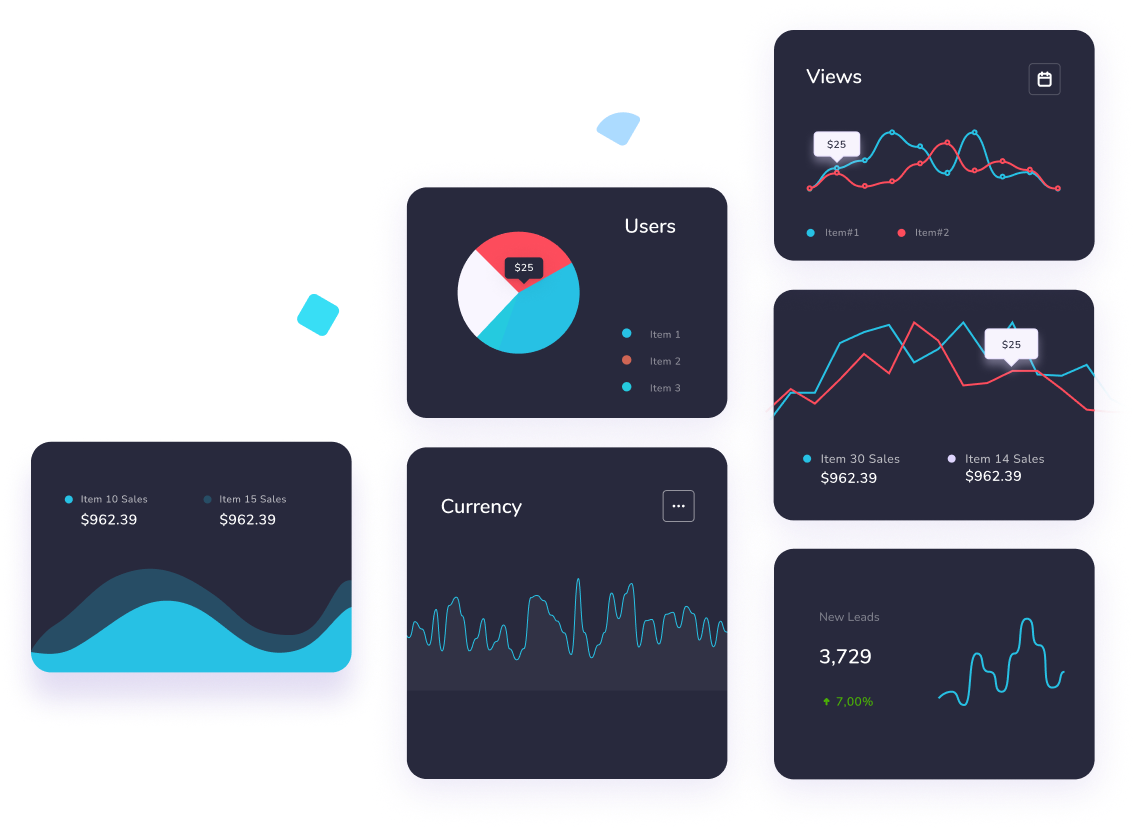 Views
$25
Item#1 Item#2
Users
$25
Item 1
Item 2
Item 3
$25
Item 30 Sales Item 14 Sales
$962.39 $962.39
Item 10 Sales Item 15 Sales
$962.39 $962.39
Currency
New Leads
3,729
7,00%